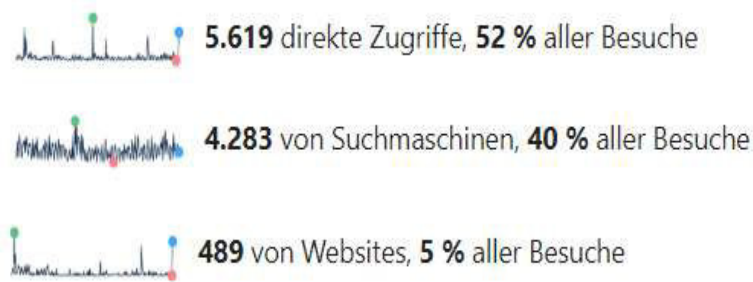 5.619 direkte Zugriffe, 52 % aller Besuche
4.283 von Suchmaschinen, 40 % aller Besuche
489 von Websites, 5 % aller Besuche